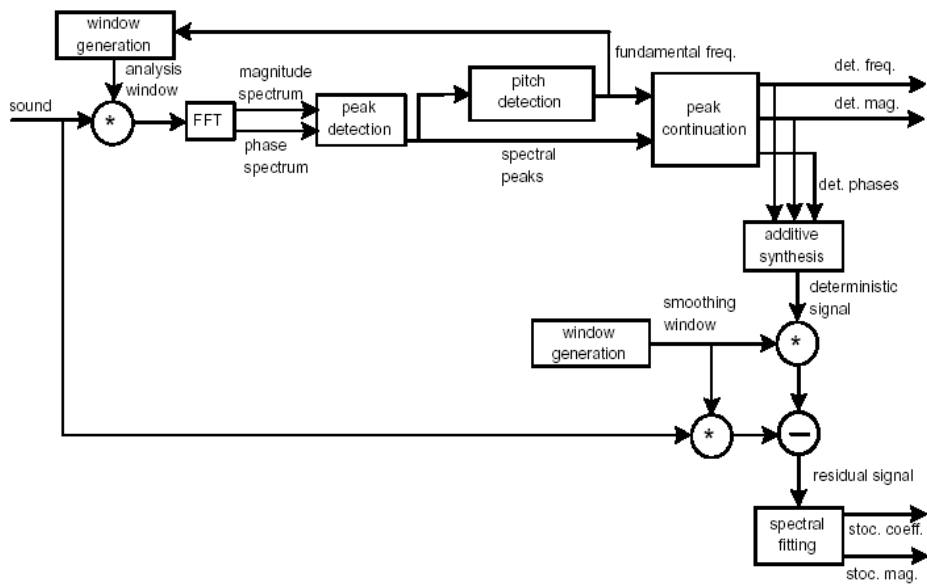 window
generation
fundamental freq.
det. freq.
analysis
window
magnitude
spectrum
pitch
detection
sound
*
FFT
peak
detection
peak
continuation
det. mag.
phase
spectrum
spectral
peaks
det. phases
additive
synthesis
deterministic
signal
smoothing
window
window
generation
*
*
residual signal
spectral
fitting
stoc. coeff.
stoc. mag.